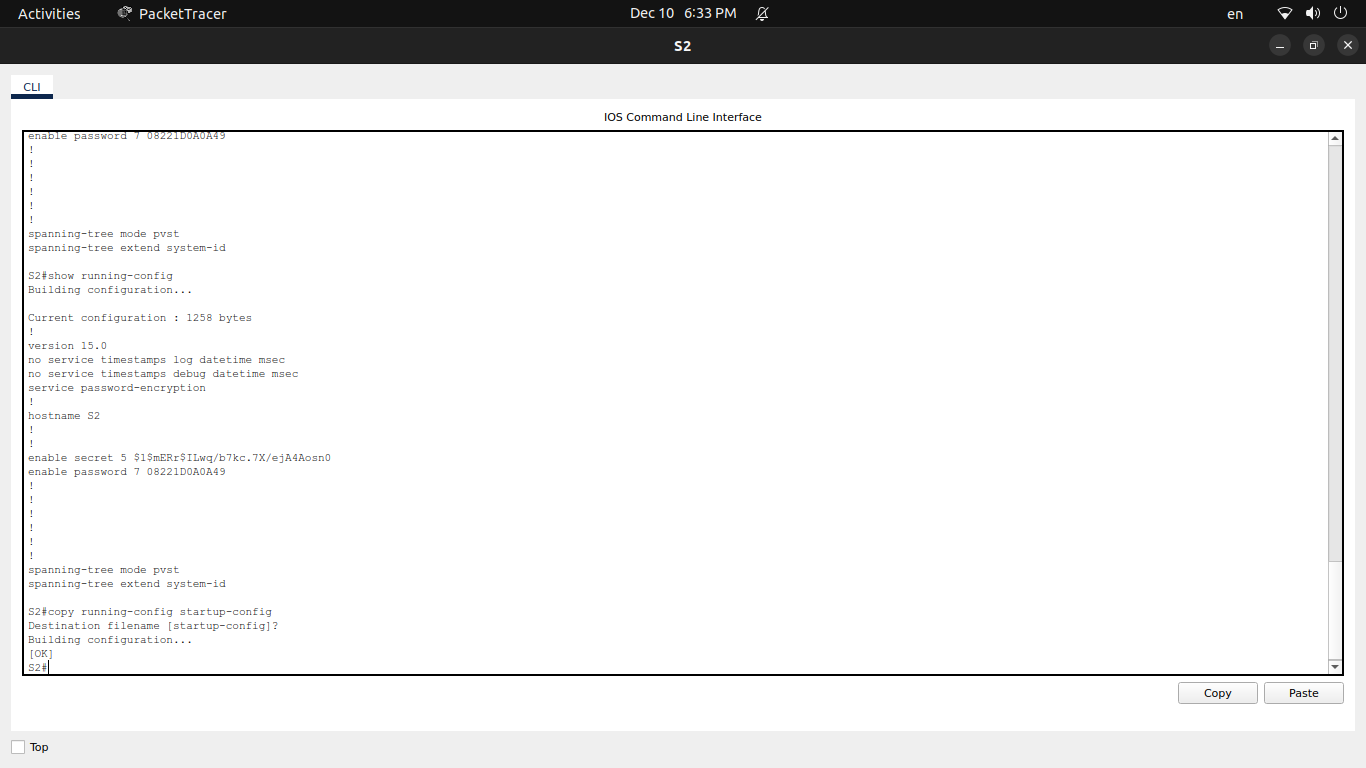 Activities PacketTracer Dec 10 6:33 PM en
S2
CLI
IOS Command Line Interface
enable password 7 08221D0A0A49
!
!
!
!
!
!
spanning-tree mode pvst
spanning-tree extend system-id
S2#show running-config
Building configuration...
Current configuration : 1258 bytes
!
version 15.0
no service timestamps log datetime msec
no service timestamps debug datetime msec
service password-encryption
!
hostname S2
!
!
enable secret 5 $1$mERr$ILwq/b7kc.7X/ejA4Aosn0
enable password 7 08221D0A0A49
!
!
!
!
!
!
spanning-tree mode pvst
spanning-tree extend system-id
S2#copy running-config startup-config
Destination filename [startup-config]?
Building configuration...
[OK]
S2#
Copy Paste
Top